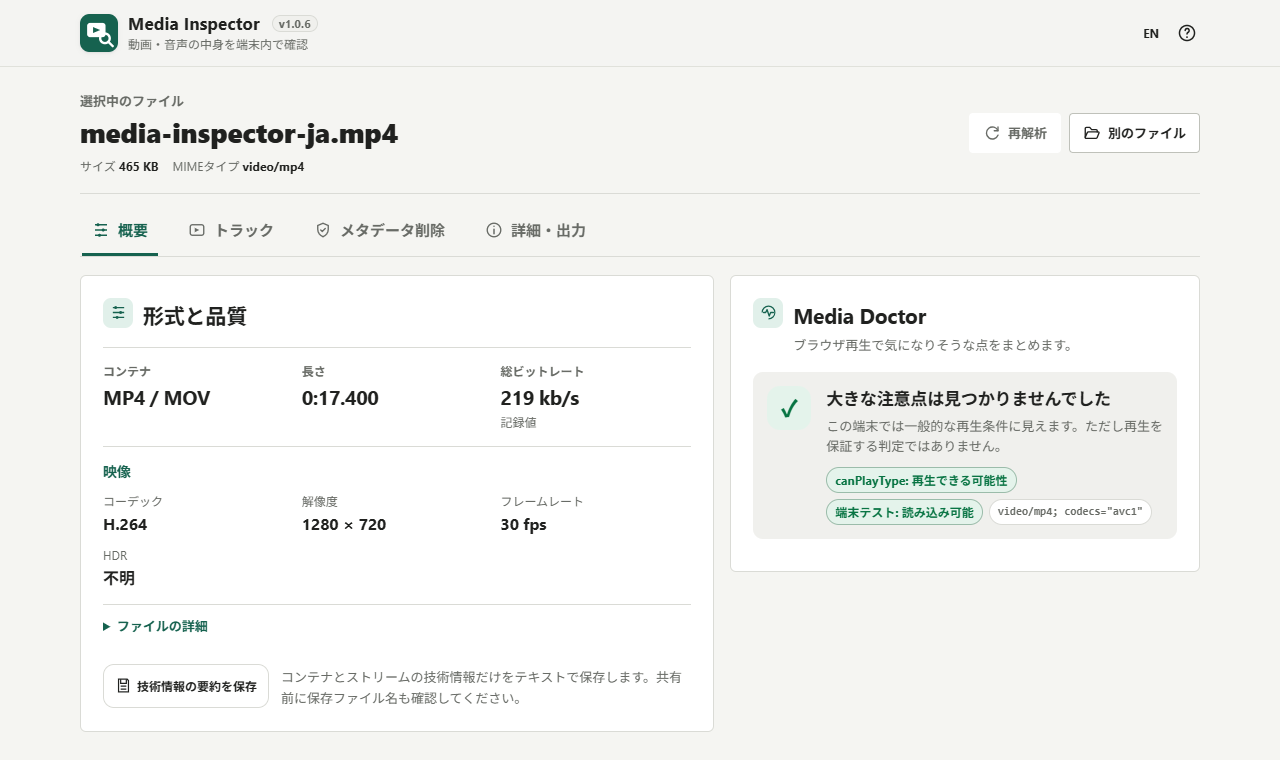 Media Inspector v1.0.6
動画・音声の中身を端末内で確認
EN
選択中のファイル
media-inspector-ja.mp4
サイズ 465 KB MIMEタイプ video/mp4
再解析
別のファイル
概要
トラック
メタデータ削除
詳細・出力
形式と品質
コンテナ
MP4 / MOV
長さ
0:17.400
総ビットレート
219 kb/s
記録値
映像
コーデック
H.264
解像度
1280 × 720
フレームレート
30 fps
HDR
不明
ファイルの詳細
技術情報の要約を保存
コンテナとストリームの技術情報だけをテキストで保存します。共有
前に保存ファイル名も確認してください。
Media Doctor
ブラウザ再生で気になりそうな点をまとめます。
大きな注意点は見つかりませんでした
この端末では一般的な再生条件に見えます。ただし再生を
保証する判定ではありません。
canPlayType: 再生できる可能性
端末テスト: 読み込み可能
video/mp4; codecs="avc1"